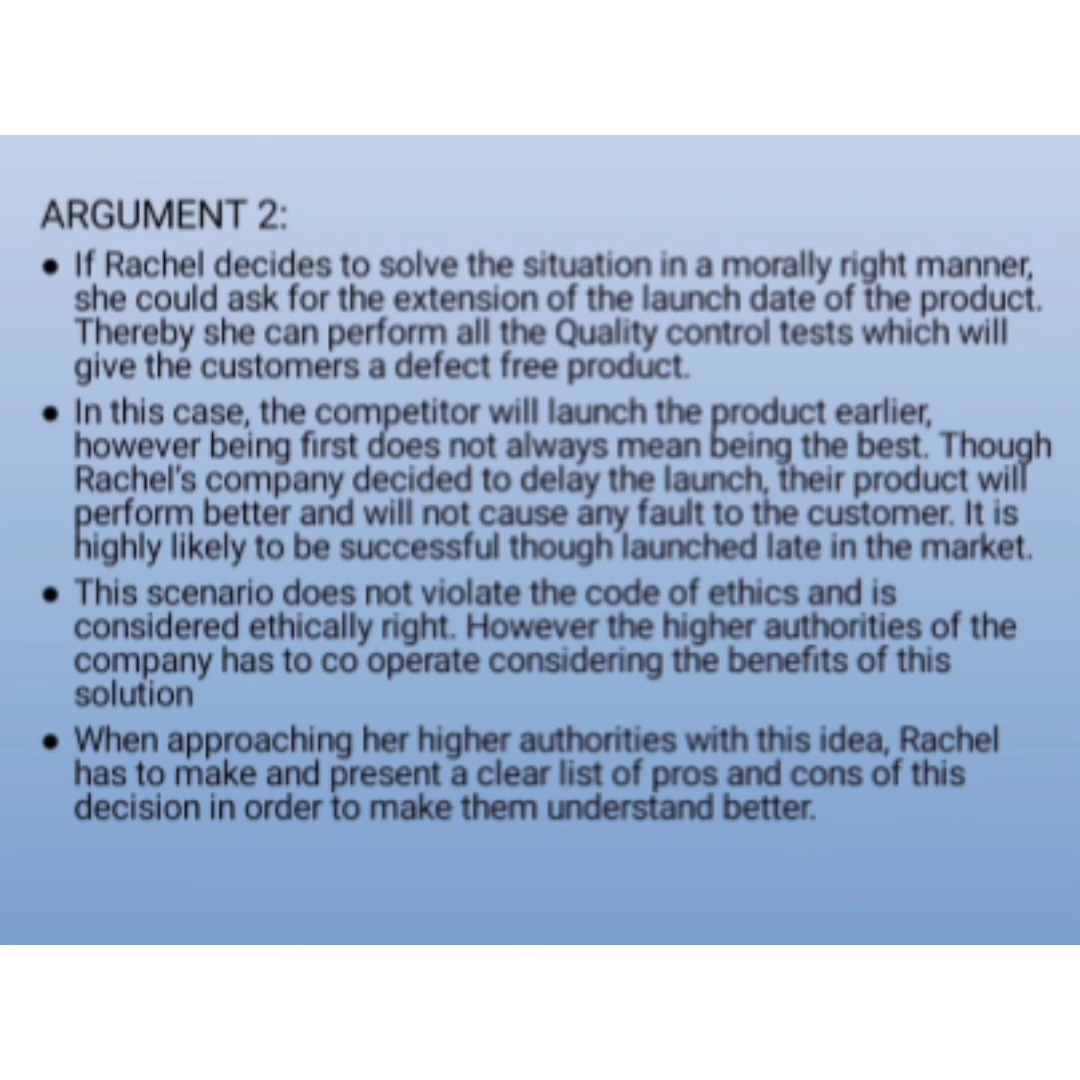 ARGUMENT 2:
● If Rachel decides to solve the situation in a morally right manner,
she could ask for the extension of the launch date of the product.
Thereby she can perform all the Quality control tests which will
give the customers a defect free product.
● In this case, the competitor will launch the product earlier,
however being first does not always mean being the best. Though
Rachel's company decided to delay the launch, their product will
perform better and will not cause any fault to the customer. It is
highly likely to be successful though launched late in the market.
● This scenario does not violate the code of ethics and is
considered ethically right. However the higher authorities of the
company has to co operate considering the benefits of this
solution
● When approaching her higher authorities with this idea, Rachel
has to make and present a clear list of pros and cons of this
decision in order to make them understand better.